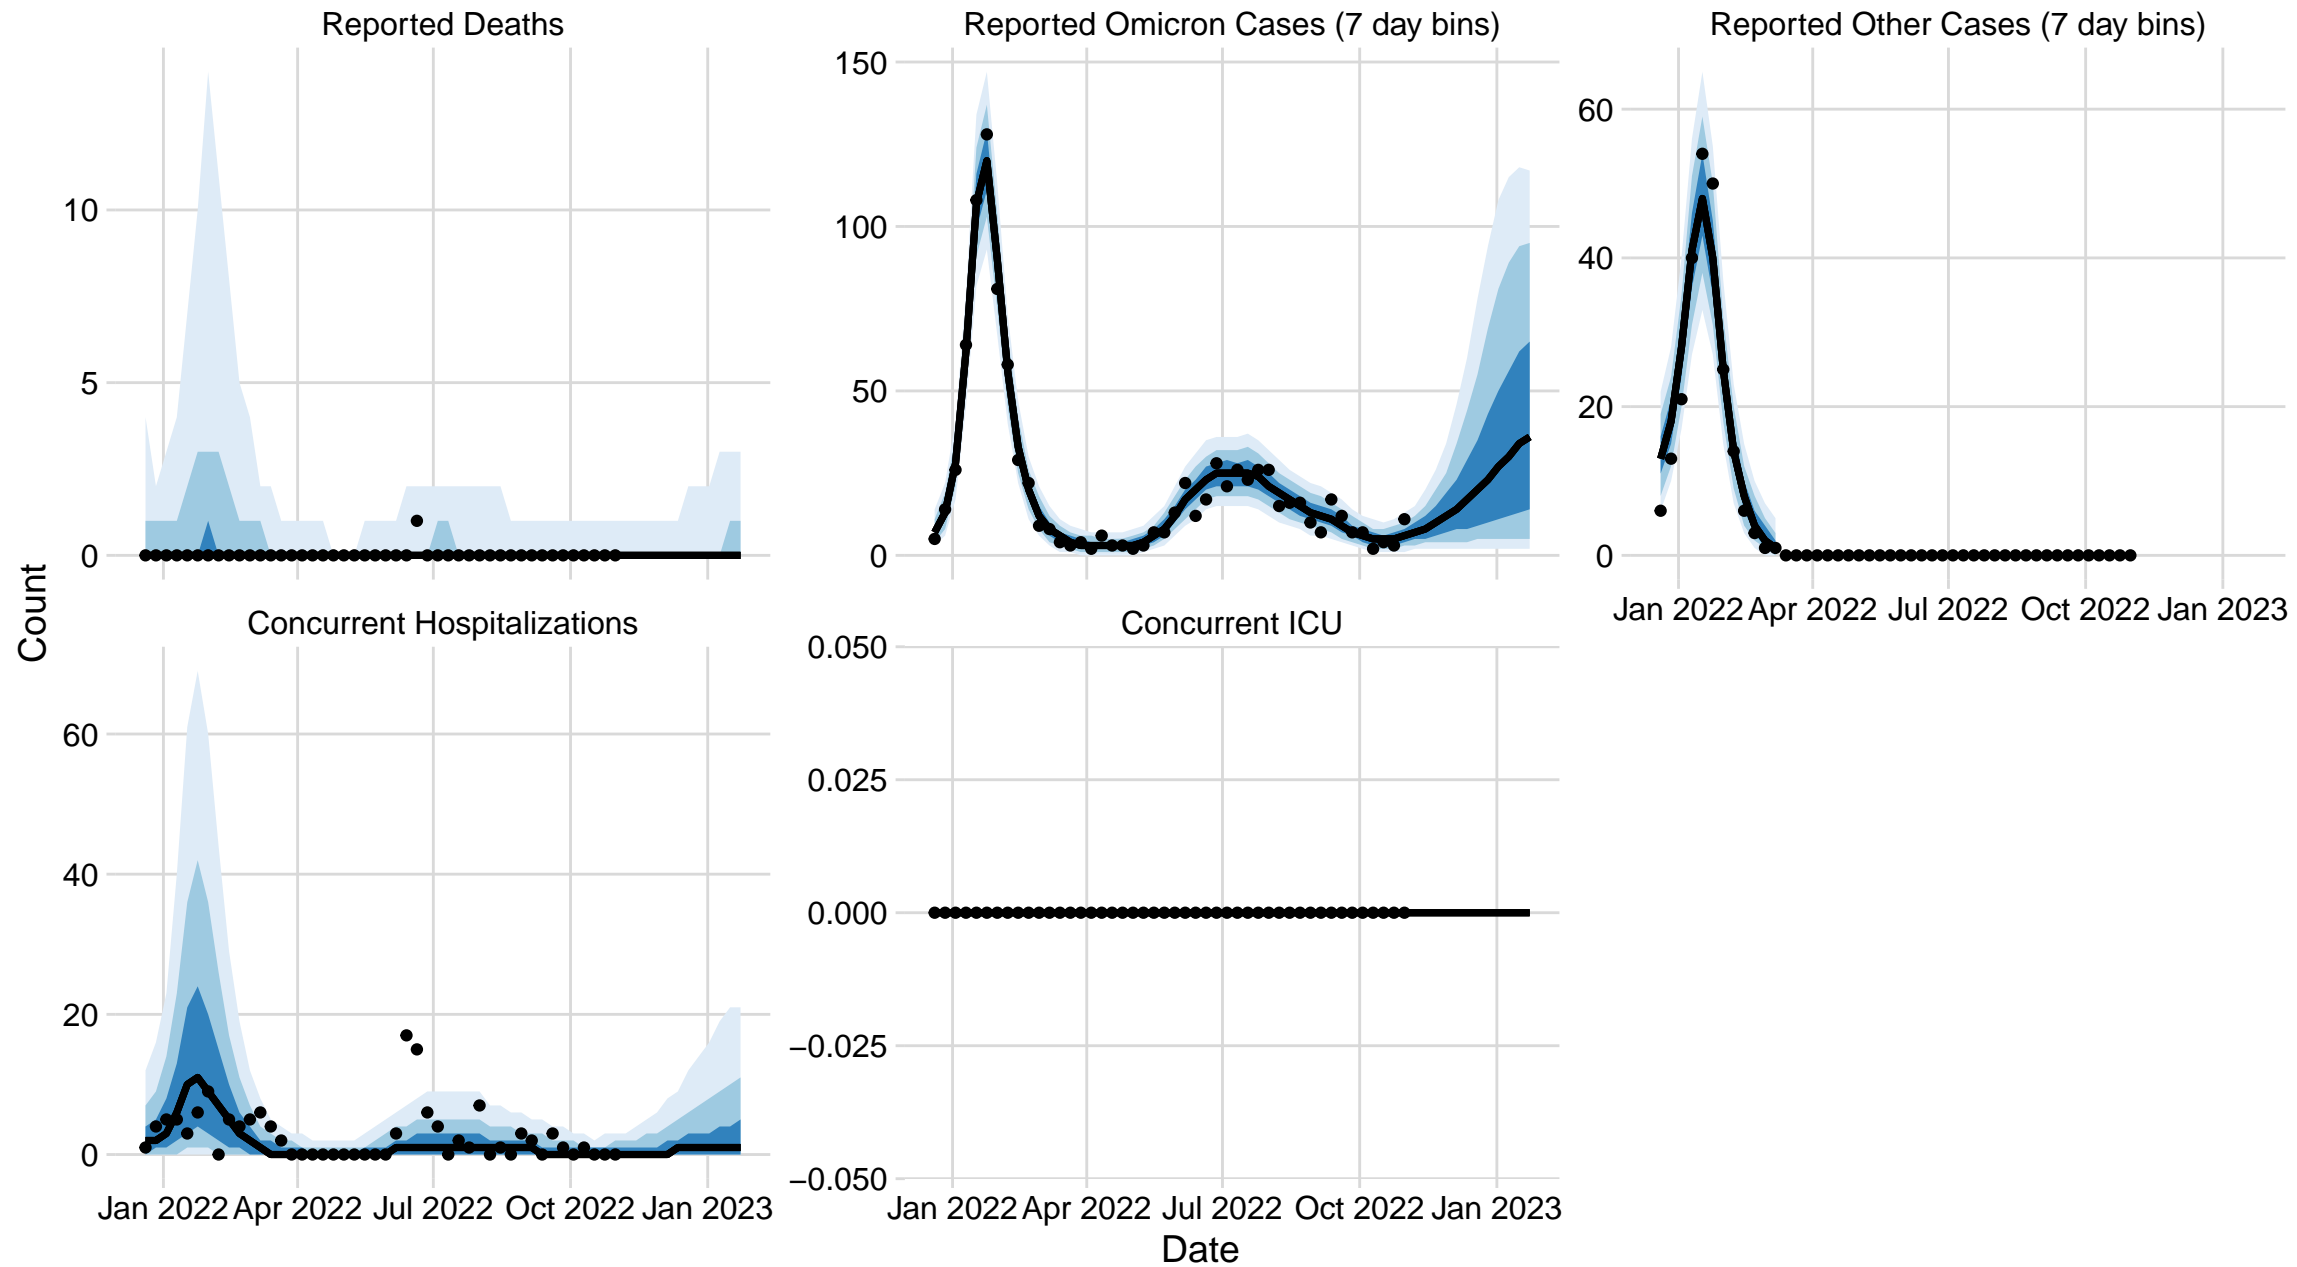 Reported Deaths
Reported Omicron Cases (7 day bins)
Reported Other Cases (7 day bins)
10
5
0
150
100
50
0
60
40
20
0
Jan 2022 Apr 2022 Jul 2022 Oct 2022 Jan 2023
Count
Concurrent Hospitalizations
Concurrent ICU
60
40
20
0
0.050
0.025
0.000
−0.025
−0.050
Jan 2022 Apr 2022 Jul 2022 Oct 2022 Jan 2023
Jan 2022 Apr 2022 Jul 2022 Oct 2022 Jan 2023
Date